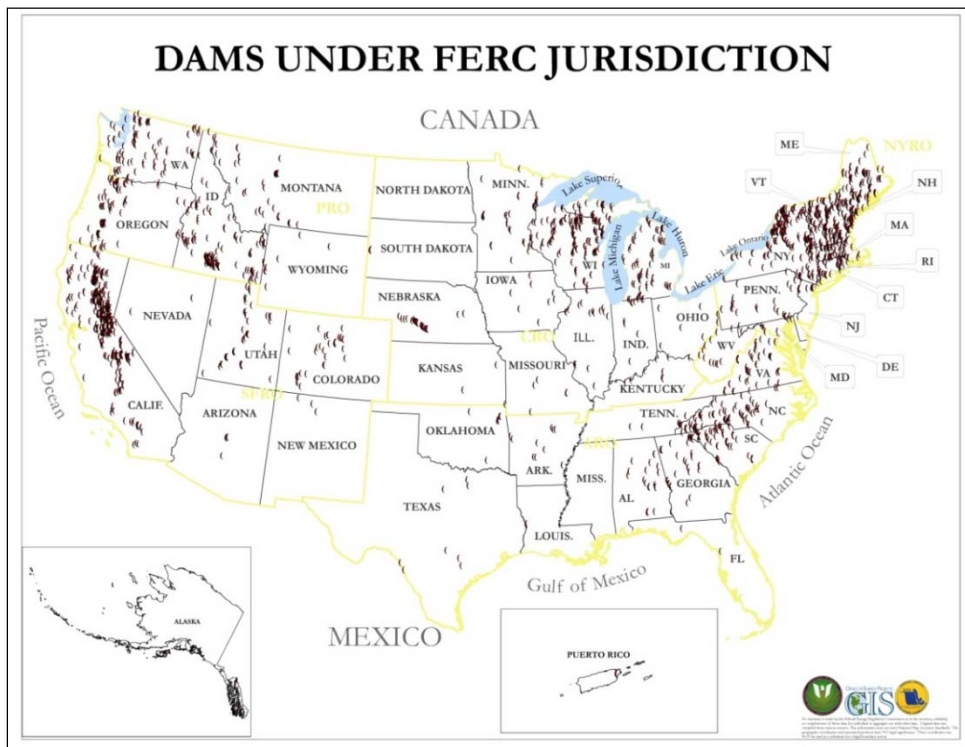 DAMS UNDER FERC JURISDICTION
CANADA
ME
NYRO
VT
NH
WA
MONTANA
NORTH DAKOTA
MINN.
Lake Superior
ID
PRO
OREGON
SOUTH DAKOTA
Lake Michigan
Lake Huron
Lake Ontario
MA
WYOMING
WI
MI
NY
RI
Lake Erie
IOWA
NEBRASKA
PENN.
CT
NEVADA
OHIO
NJ
UTAH
CRO
ILL.
IND.
WV
DE
Pacific Ocean
COLORADO
KANSAS
MISSOURI
VA
MD
KENTUCKY
SFRO
CALIF.
ARIZONA
OKLAHOMA
TENN.
NC
NEW MEXICO
ARK.
SC
Atlantic Ocean
MISS.
AL
GEORGIA
TEXAS
LOUIS.
FL
Gulf of Mexico
MEXICO
ALASKA
PUERTO RICO
GIS